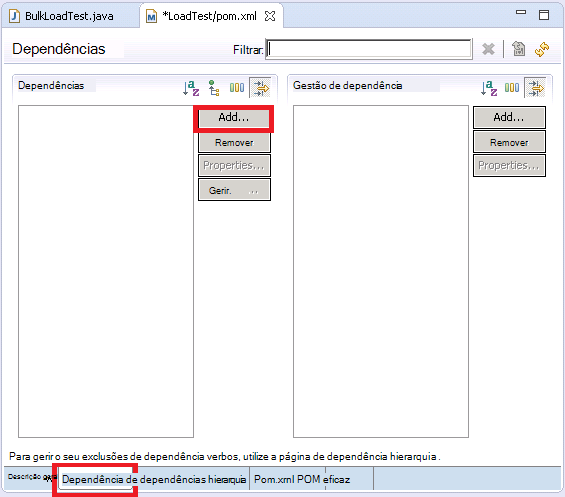 BulkLoadTest.java
*LoadTest/pom.xml
Dependências
Filtrar:
Dependências
Gestão de dependência
Add...
Remover
Properties...
Gerir. ..
Add...
Remover
Properties...
Para gerir o seu exclusões de dependência verbos, utilize a página de dependência hierarquia .
Descrição geral
Dependência de dependências hierarquia
Pom.xml POM eficaz